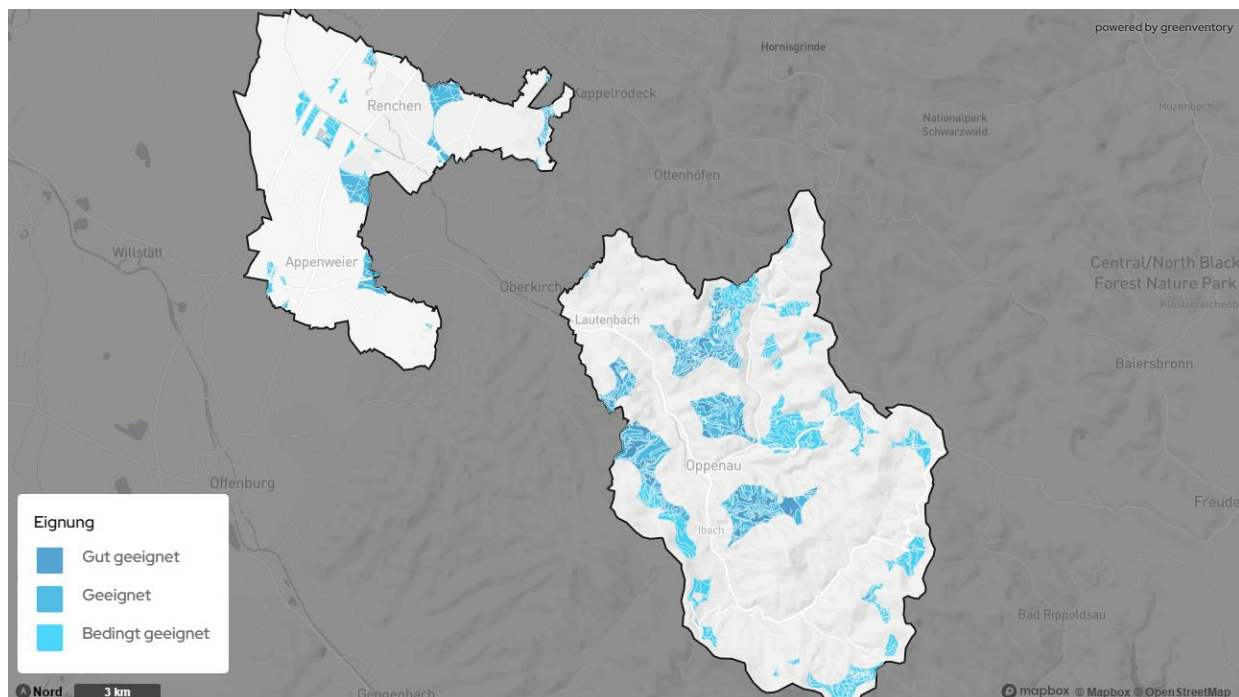 powered by greenventory
Hornisgrinde
Renchen
Kappelrodeck
Huzenbach
Nationalpark
Schwarzwald
Ottenhöfen
Willstätt
Appenweier
Central/North Black
Forest Nature Park
Oberkirch
Klosterreichenb
Lautenbach
Baiersbronn
Oppenau
Offenburg
Freude
Eignung
Ibach
Gut geeignet
Geeignet
Bad Rippoldsau
Bedingt geeignet
Nord
3 km
Gengenbach
mapbox © Mapbox © OpenStreetMap